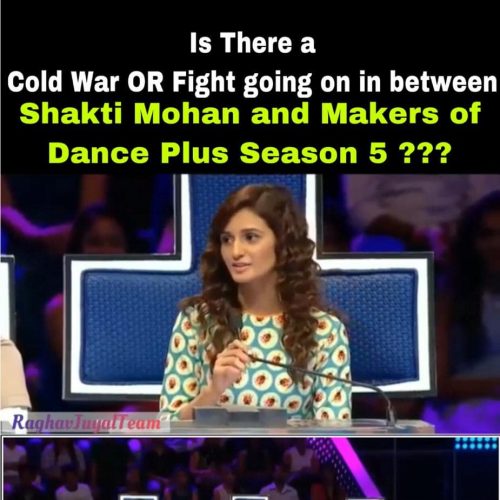 Is There a
Cold War OR Fight going on in between
Shakti Mohan and Makers of
Dance Plus Season 5 ???
RaghavJuyalTeam